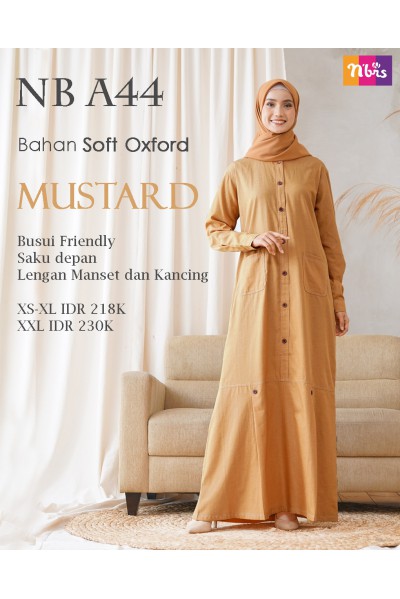 Nbrs
NB A44
Bahan Soft Oxford
MUSTARD
Busui Friendly
Saku depan
Lengan Manset dan Kancing
XS-XL IDR 218K
XXL IDR 230K